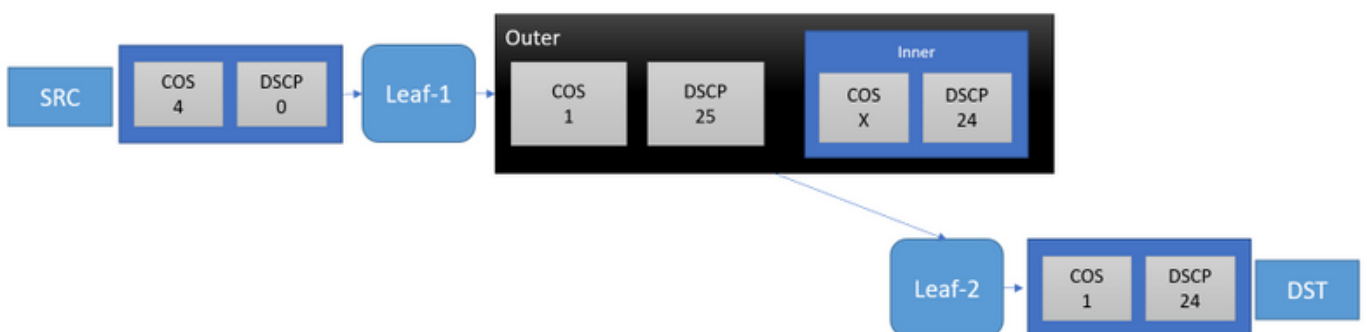 SRC
COS
4
DSCP
0
Leaf-1
Outer
COS
1
DSCP
25
Inner
COS
X
DSCP
24
Leaf-2
COS
1
DSCP
24
DST